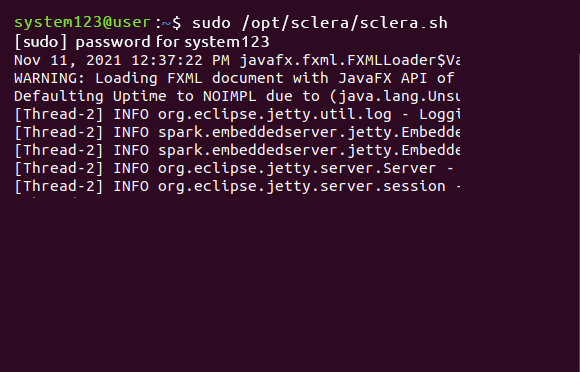 system123@user:~$ sudo /opt/sclera/sclera.sh
[sudo] password for system123
Nov 11, 2021 12:37:22 PM javafx.fxml.FXMLLoader$Va
WARNING: Loading FXML document with JavaFX API of
Defaulting Uptime to NOIMPL due to (java.lang.Unsu
[Thread-2] INFO org.eclipse.jetty.util.log - Loggi
[Thread-2] INFO spark.embeddedserver.jetty.Embedde
[Thread-2] INFO spark.embeddedserver.jetty.Embedde
[Thread-2] INFO org.eclipse.jetty.server.Server -
[Thread-2] INFO org.eclipse.jetty.server.session -